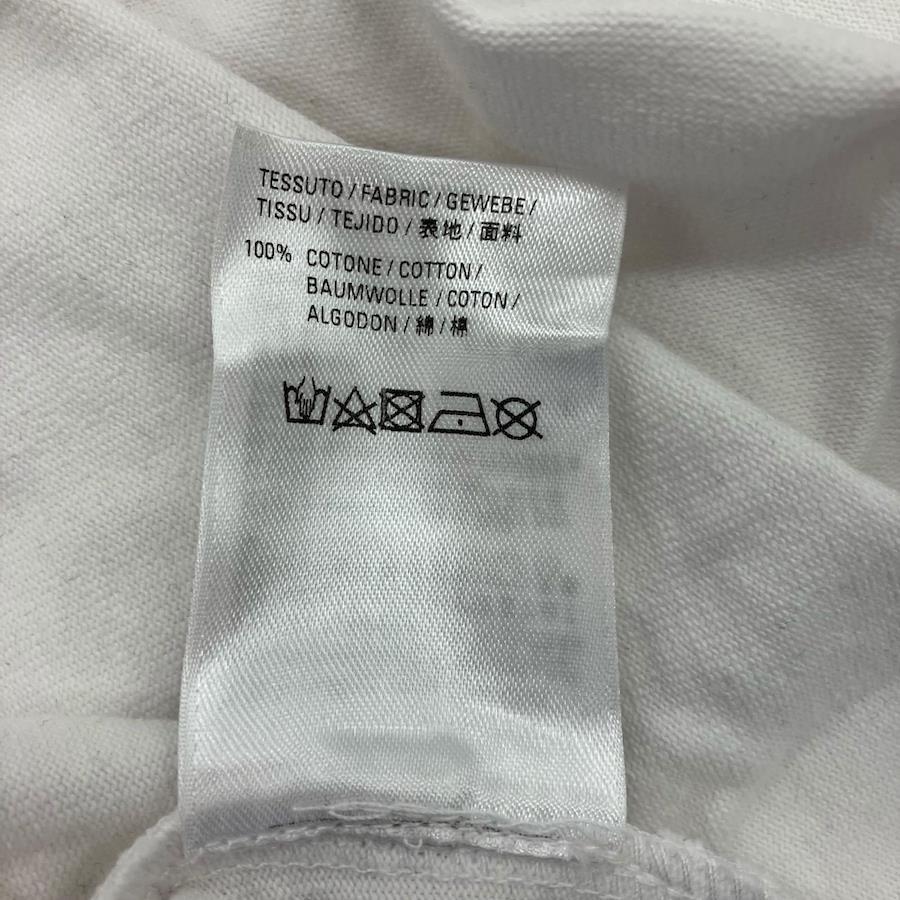 TESSUTO / FABRIC / GEWEBE /
TISSU / TEJIDO / 表地 / 面料
100% COTONE / COTTON /
BAUMWOLLE / COTON /
ALGODON / 綿 / 棉